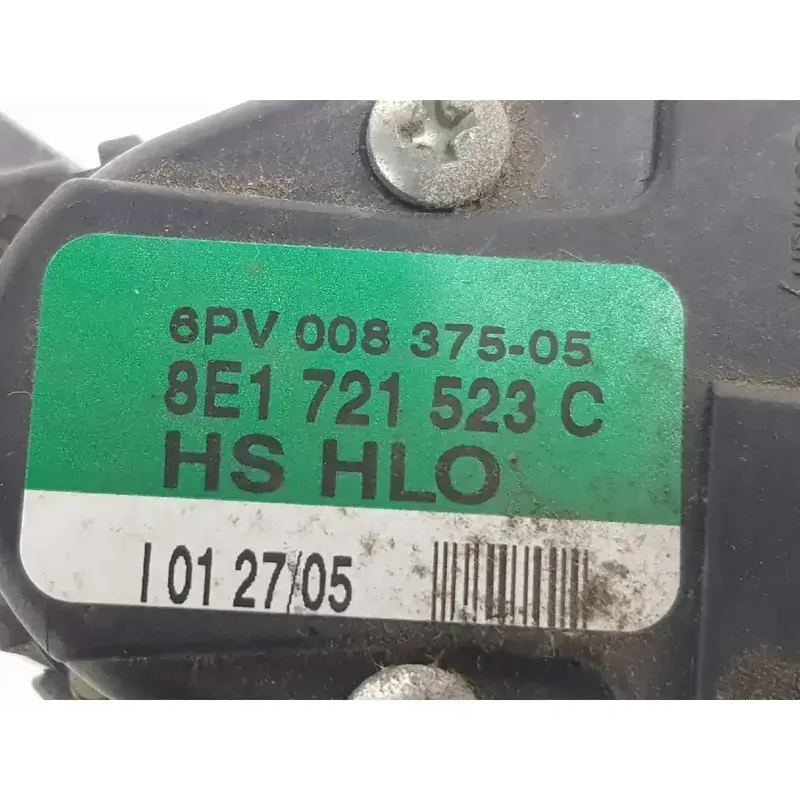 6PV 008 375-05
8E1 721 523 C
HS HLO
I 01 27/05